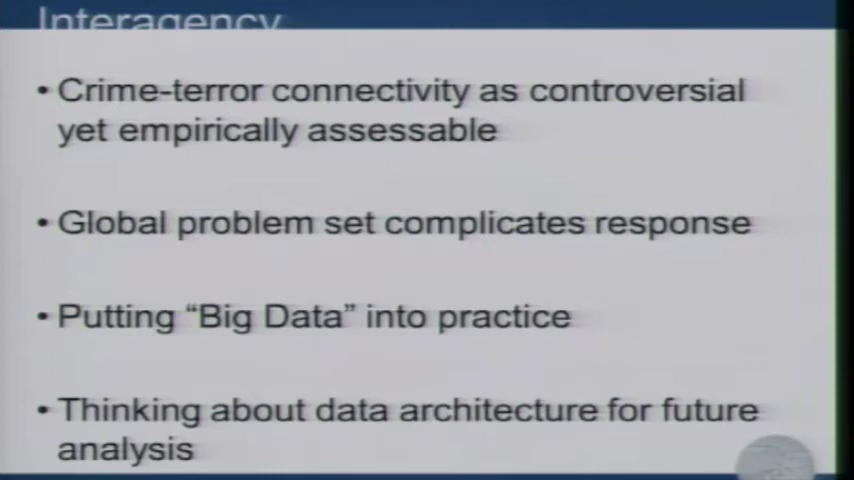 Interagency
• Crime-terror connectivity as controversial
yet empirically assessable
• Global problem set complicates response
• Putting “Big Data” into practice
• Thinking about data architecture for future
analysis